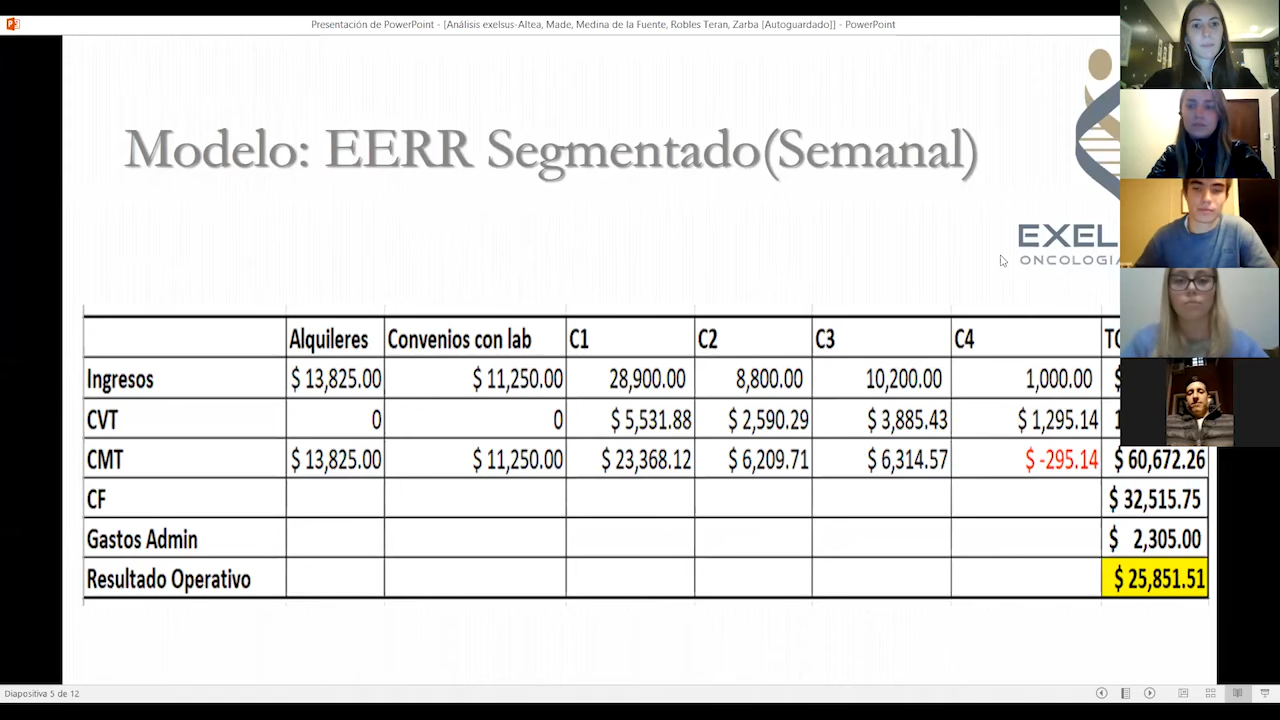 Presentación de PowerPoint - [Análisis exelsus-Altea, Made, Medina de la Fuente, Robles Teran, Zarba [Autoguardado]] - PowerPoint
Modelo: EERR Segmentado(Semanal)
EXEL
ONCOLOGIA
Alquileres Convenios con lab C1 C2 C3 C4
Ingresos $ 13,825.00 $ 11,250.00 28,900.00 8,800.00 10,200.00 1,000.00 $
CVT 0 0 $ 5,531.88 $ 2,590.29 $ 3,885.43 $ 1,295.14
CMT $ 13,825.00 $ 11,250.00 $ 23,368.12 $ 6,209.71 $ 6,314.57 $ -295.14 $ 60,672.26
CF $ 32,515.75
Gastos Admin $ 2,305.00
Resultado Operativo $ 25,851.51
Diapositiva 5 de 12